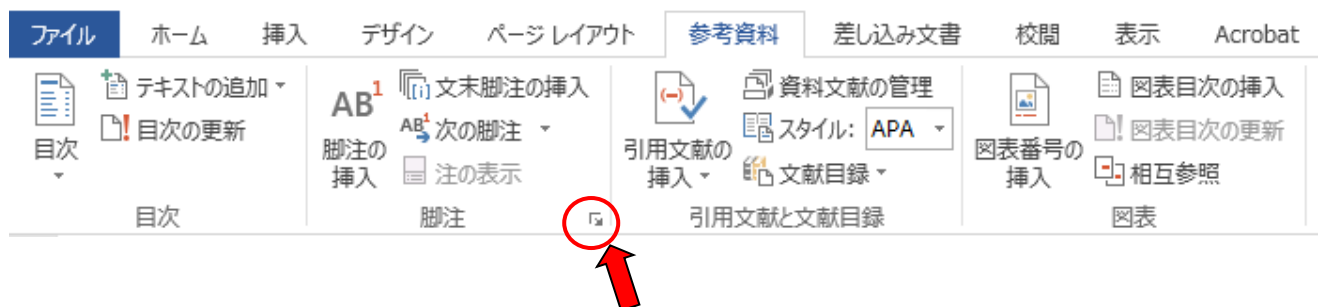 ファイル ホーム 挿入 デザイン ページ レイアウト 参考資料 差し込み文書 校閲 表示 Acrobat
目次
テキストの追加
目次の更新
目次
AB1
脚注の
挿入
文末脚注の挿入
AB1 次の脚注
注の表示
脚注
引用文献の
挿入
資料文献の管理
スタイル: APA
文献目録
引用文献と文献目録
図表番号の
挿入
図表目次の挿入
図表目次の更新
相互参照
図表